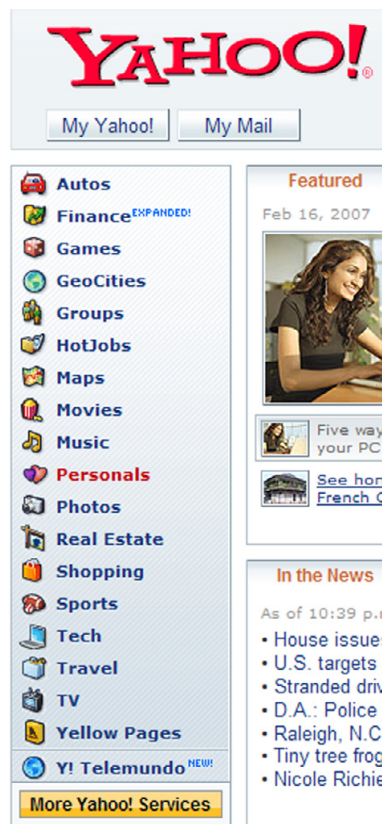 YAHOO!®
My Yahoo! My Mail
Autos
Finance EXPANDED!
Games
GeoCities
Groups
HotJobs
Maps
Movies
Music
Personals
Photos
Real Estate
Shopping
Sports
Tech
Travel
TV
Yellow Pages
Y! Telemundo NEW!
More Yahoo! Services
Featured
Feb 16, 2007
Five way
your PC
See hor
French
In the News
As of 10:39 p.
• House issue
• U.S. targets
• Stranded driv
• D.A.: Police
• Raleigh, N.C
• Tiny tree frog
• Nicole Richie